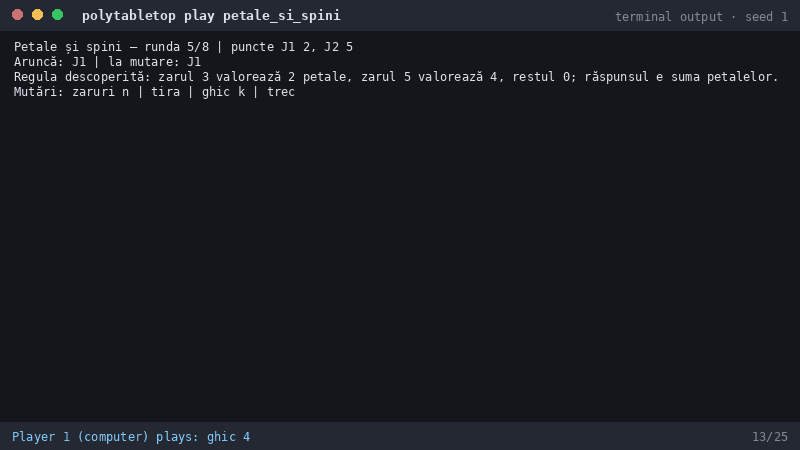 polytabletop play petale_si_spini
terminal output · seed 1
Petale și spini — runda 5/8 | puncte J1 2, J2 5
Aruncă: J1 | la mutare: J1
Regula descoperită: zarul 3 valorează 2 petale, zarul 5 valorează 4, restul 0; răspunsul e suma petalelor.
Mutări: zaruri n | tira | ghic k | trec
Player 1 (computer) plays: ghic 4
13/25